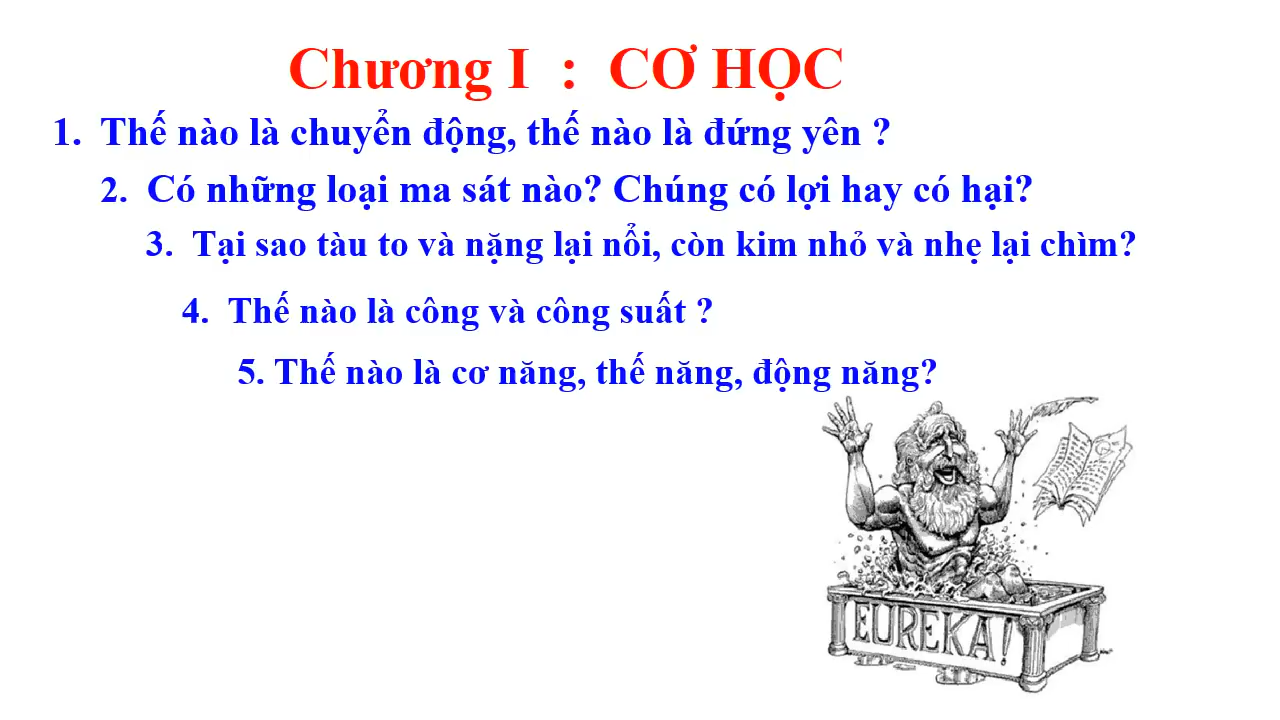 Chương I : CƠ HỌC
1. Thế nào là chuyển động, thế nào là đứng yên ?
2. Có những loại ma sát nào? Chúng có lợi hay có hại?
3. Tại sao tàu to và nặng lại nổi, còn kim nhỏ và nhẹ lại chìm?
4. Thế nào là công và công suất ?
5. Thế nào là cơ năng, thế năng, động năng?
EUREKA!